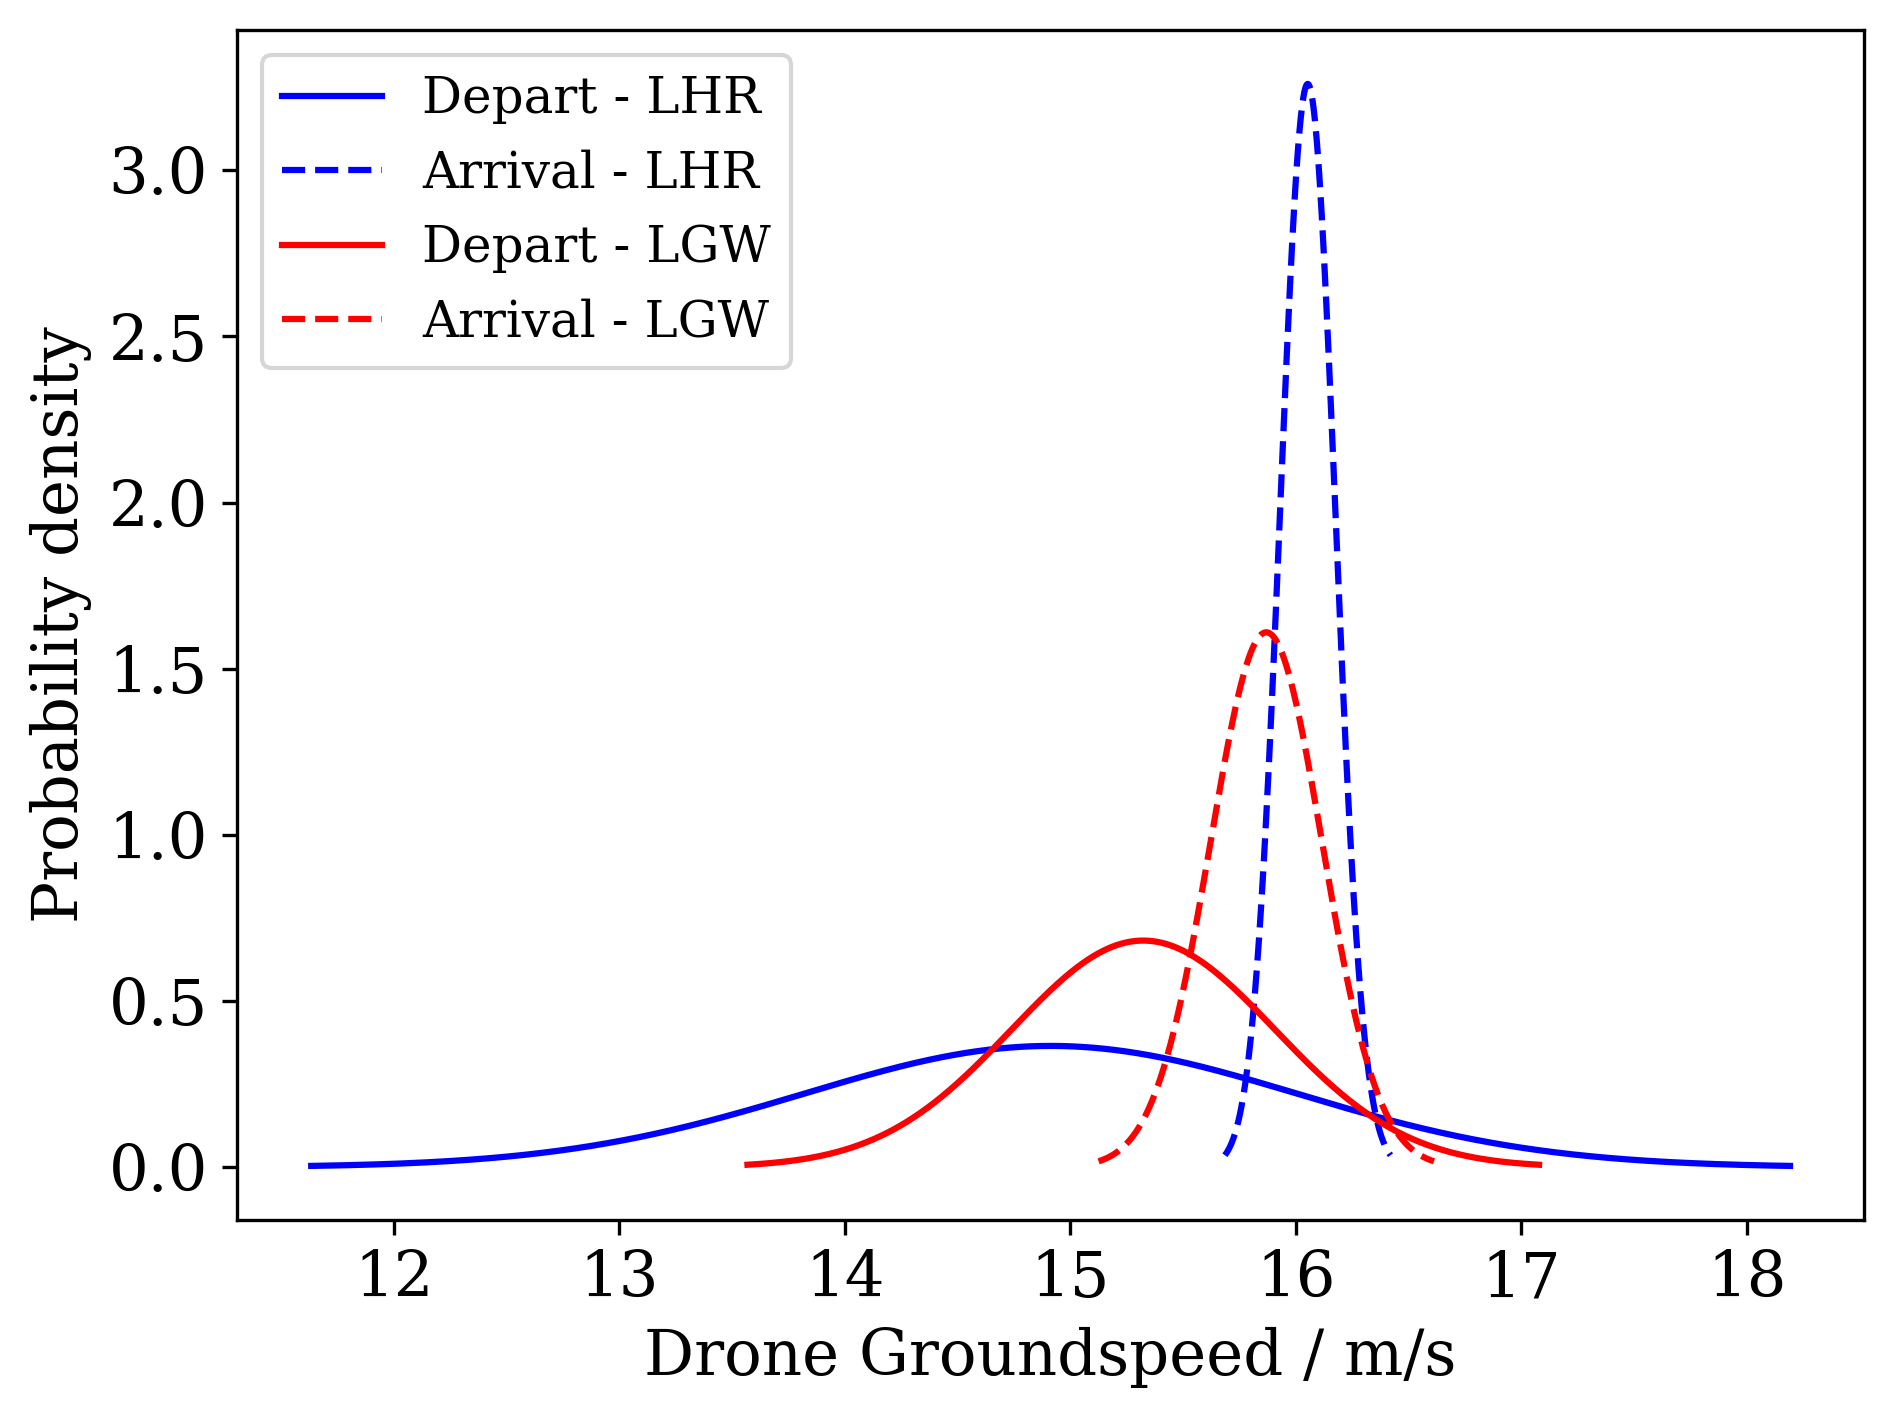 Depart - LHR
Arrival - LHR
Depart - LGW
Arrival - LGW
3.0
2.5
2.0
1.5
1.0
0.5
0.0
Probability density
12 13 14 15 16 17 18
Drone Groundspeed / m/s